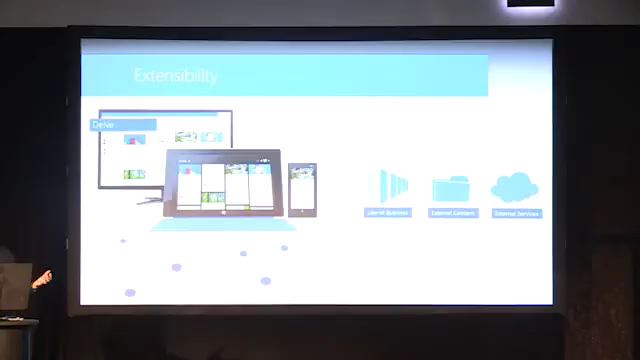 Extensibility
Delve
Line of Business
External Content
External Services